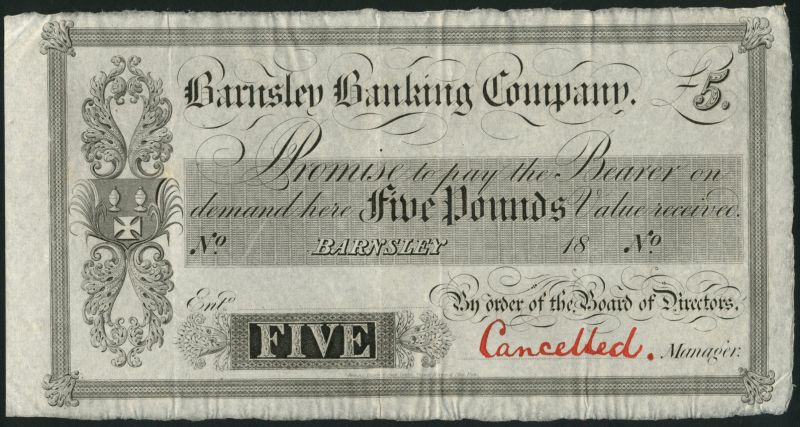 Barnsley Banking Company. £5.
Promise to pay the Bearer on
demand here Five Pounds Value received.
No BARNSLEY 18 No
Entd By order of the Board of Directors.
FIVE Cancelled. Manager.